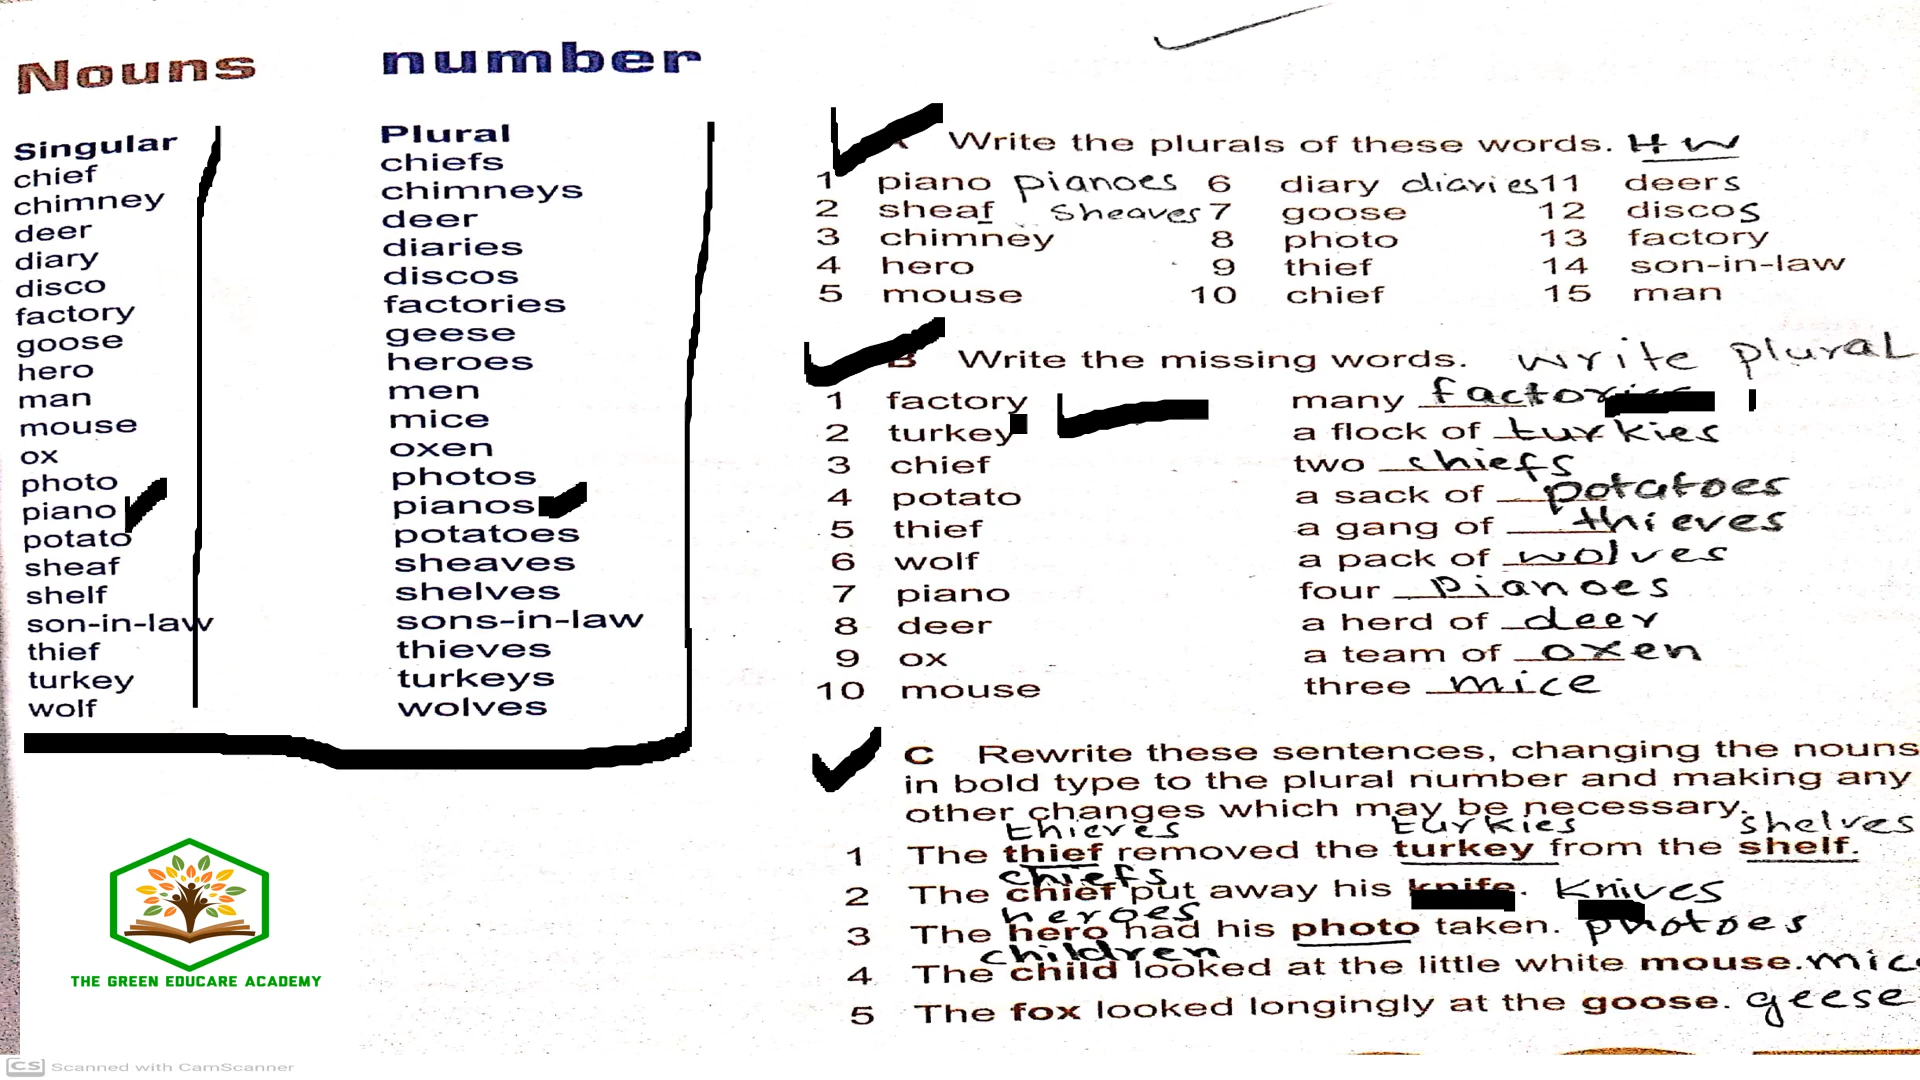 Nouns number
Singular Plural
chief chiefs
chimney chimneys
deer deer
diary diaries
disco discos
factory factories
goose geese
hero heroes
man men
mouse mice
ox oxen
photo photos
piano pianos
potato potatoes
sheaf sheaves
shelf shelves
son-in-law sons-in-law
thief thieves
turkey turkeys
wolf wolves
THE GREEN EDUCARE ACADEMY
Write the plurals of these words. HW
1 piano pianoes 6 diary diaries 11 deers
2 sheaf sheaves 7 goose 12 discos
3 chimney 8 photo 13 factory
4 hero 9 thief 14 son-in-law
5 mouse 10 chief 15 man
B Write the missing words. Write plural
1 factory many factories
2 turkey a flock of turkies
3 chief two chiefs
4 potato a sack of potatoes
5 thief a gang of thieves
6 wolf a pack of wolves
7 piano four pianoes
8 deer a herd of deer
9 ox a team of oxen
10 mouse three mice
C Rewrite these sentences, changing the nouns
in bold type to the plural number and making any
other changes which may be necessary.
thieves turkies shelves
1 The thief removed the turkey from the shelf.
chiefs
2 The chief put away his knife. Knives
heroes
3 The hero had his photo taken. photoes
children
4 The child looked at the little white mouse. mic
5 The fox looked longingly at the goose. geese
CS Scanned with CamScanner